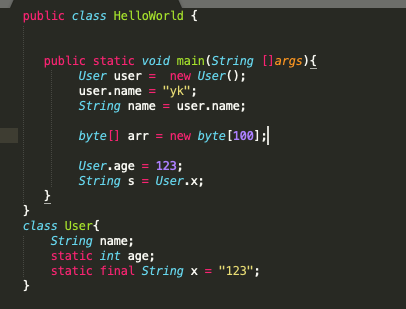 public class HelloWorld {
public static void main(String []args){
User user =  new User();
user.name = "yk";
String name = user.name;
byte[] arr = new byte[100];
User.age = 123;
String s = User.x;
}
}
class User{
String name;
static int age;
static final String x = "123";
}